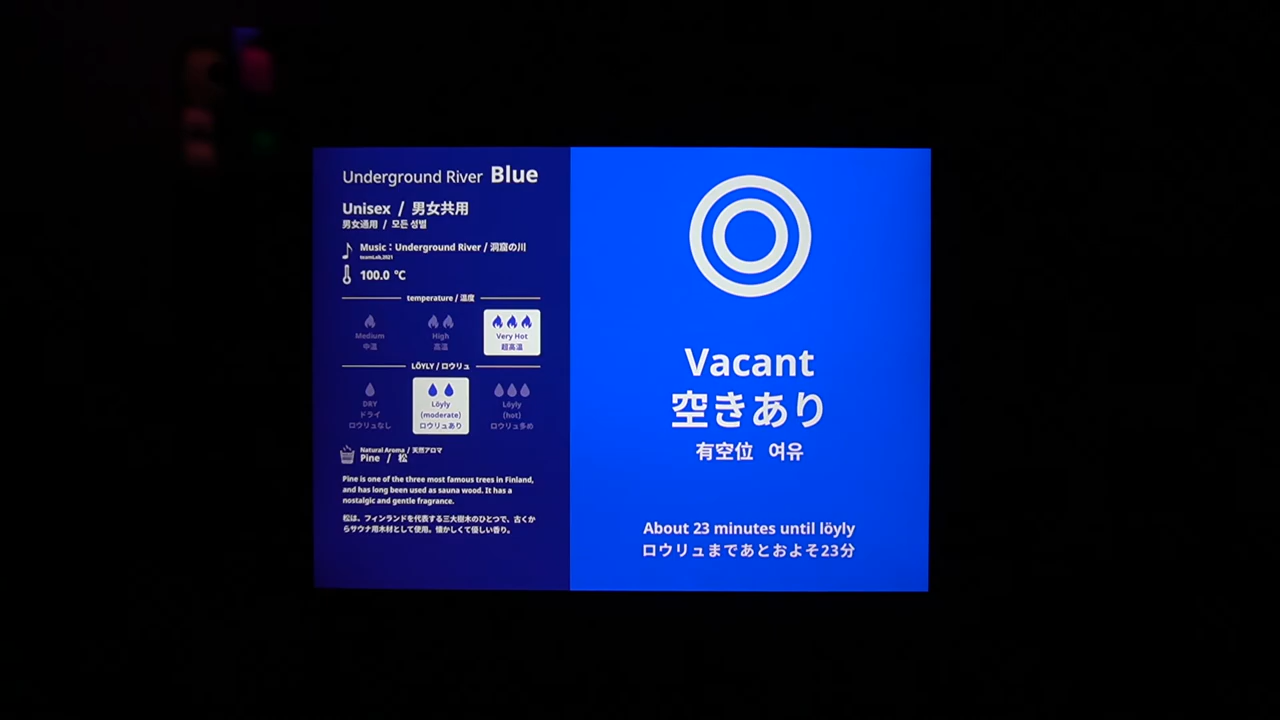 Underground River Blue
Unisex / 男女共用
男女通用 / 모든 성별
Music：Underground River / 洞窟の川
teamLab, 2021
100.0 ℃
temperature / 温度
Medium
中温
High
高温
Very Hot
超高温
LÖYLY / ロウリュ
DRY
ドライ
ロウリュなし
Löyly
(moderate)
ロウリュあり
Löyly
(hot)
ロウリュ多め
Natural Aroma / 天然アロマ
Pine / 松
Pine is one of the three most famous trees in Finland,
and has long been used as sauna wood. It has a
nostalgic and gentle fragrance.
松は。フィンランドを代表する三大樹木のひとつで、古くか
らサウナ用木材として使用。懐かしくて優しい香り。
Vacant
空きあり
有空位 여유
About 23 minutes until löyly
ロウリュまであとおよそ23分